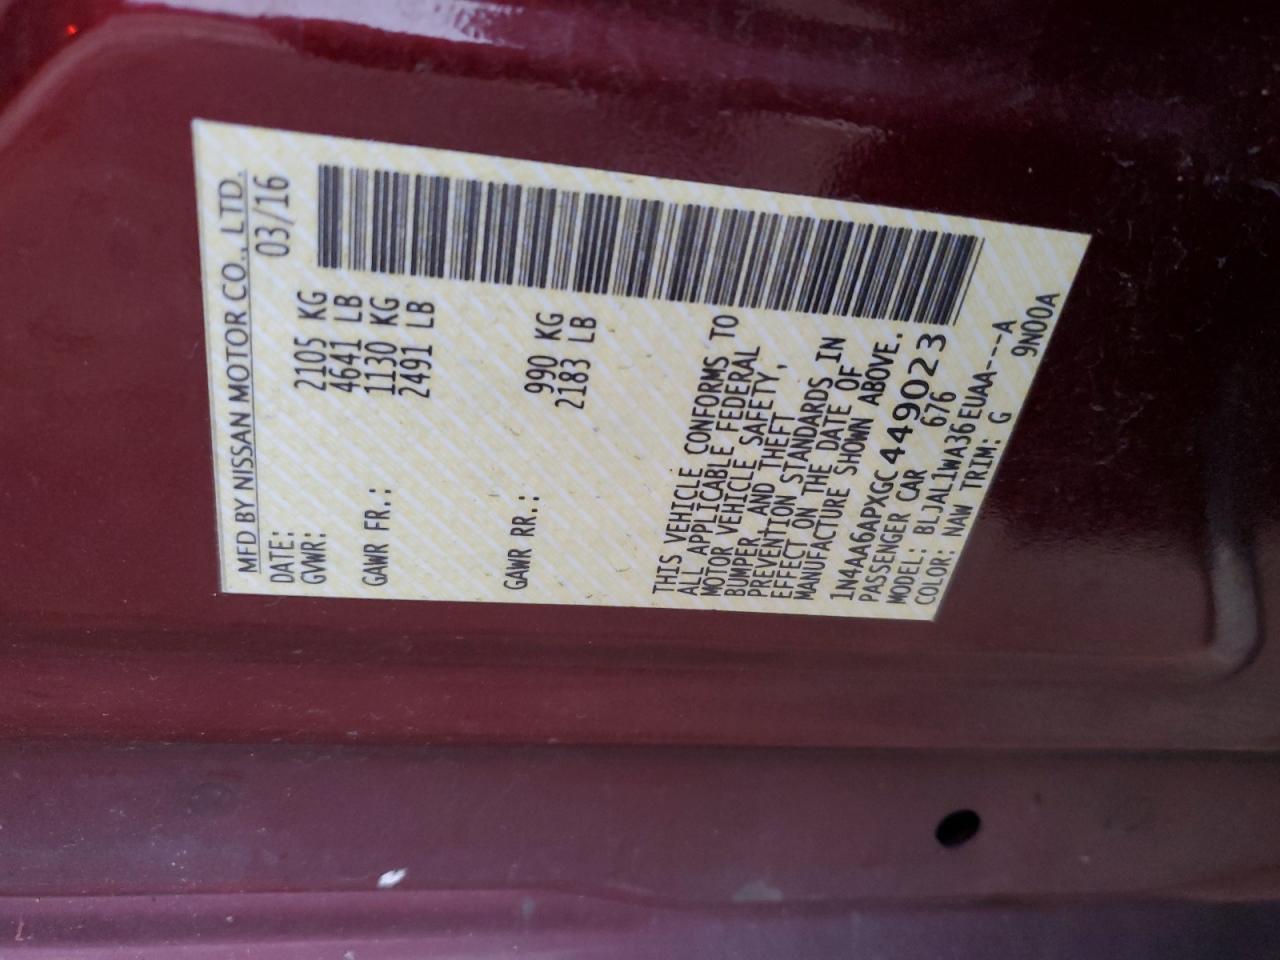 MFD BY NISSAN MOTOR CO., LTD.
DATE: 03/16
GVWR: 2105 KG
4641 LB
GAWR FR.: 1130 KG
2491 LB
GAWR RR.: 990 KG
2183 LB
THIS VEHICLE CONFORMS TO
ALL APPLICABLE FEDERAL
MOTOR VEHICLE SAFETY,
BUMPER, AND THEFT
PREVENTION STANDARDS IN
EFFECT ON THE DATE OF
MANUFACTURE SHOWN ABOVE.
1N4AA6APXGC449023
PASSENGER CAR 676
MODEL: BLJAL1WA36EUAA---A
COLOR: NAW TRIM: G 9N00A